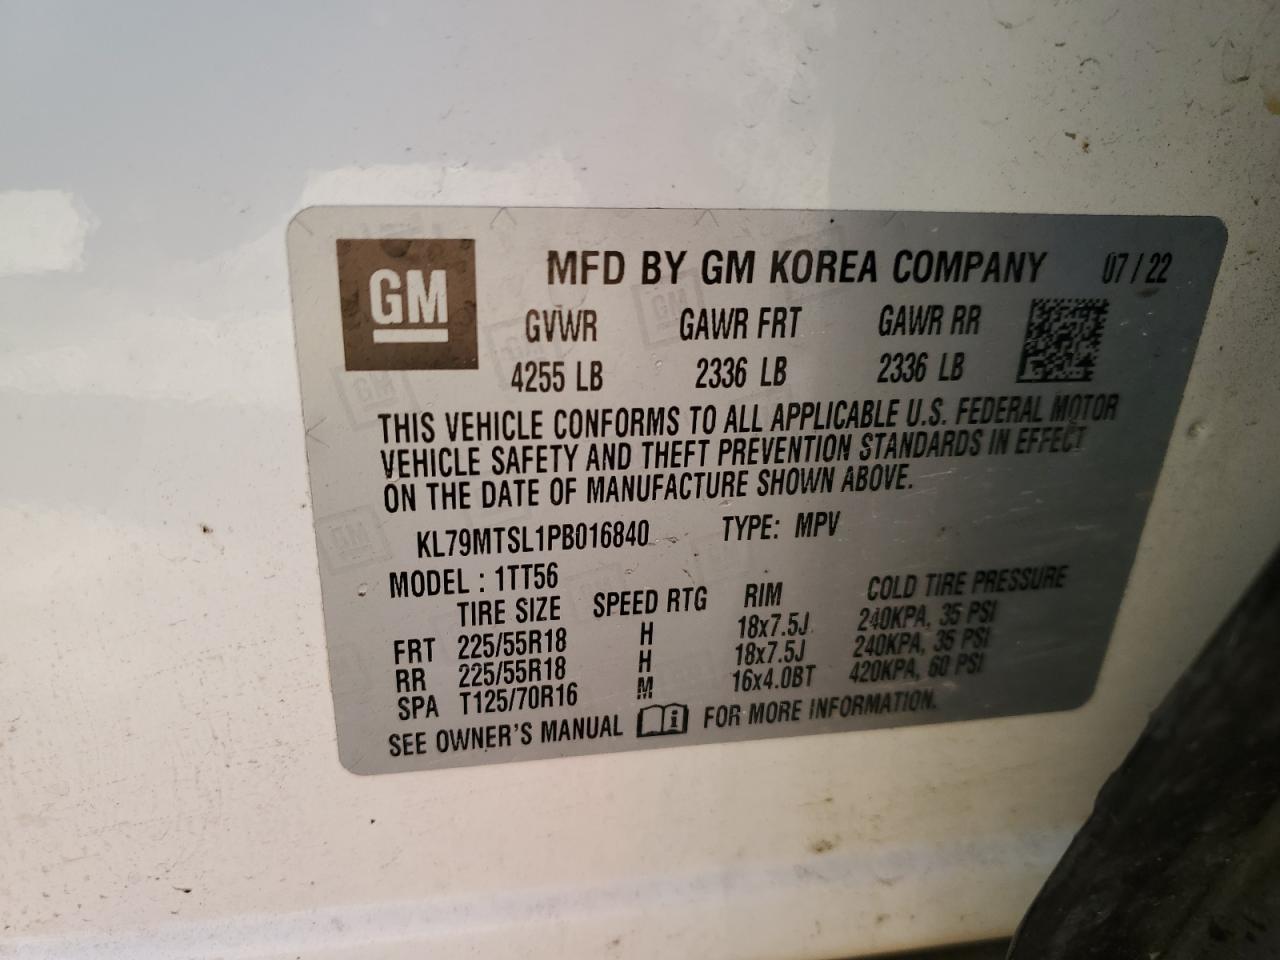 GM MFD BY GM KOREA COMPANY 07/22
GVWR GAWR FRT GAWR RR
4255 LB 2336 LB 2336 LB
THIS VEHICLE CONFORMS TO ALL APPLICABLE U.S. FEDERAL MOTOR
VEHICLE SAFETY AND THEFT PREVENTION STANDARDS IN EFFECT
ON THE DATE OF MANUFACTURE SHOWN ABOVE.
KL79MTSL1PB016840 TYPE: MPV
MODEL : 1TT56
TIRE SIZE SPEED RTG RIM COLD TIRE PRESSURE
FRT 225/55R18 H 18x7.5J 240KPA, 35 PSI
RR 225/55R18 H 18x7.5J 240KPA, 35 PSI
SPA T125/70R16 M 16x4.0BT 420KPA, 60 PSI
SEE OWNER'S MANUAL i FOR MORE INFORMATION.